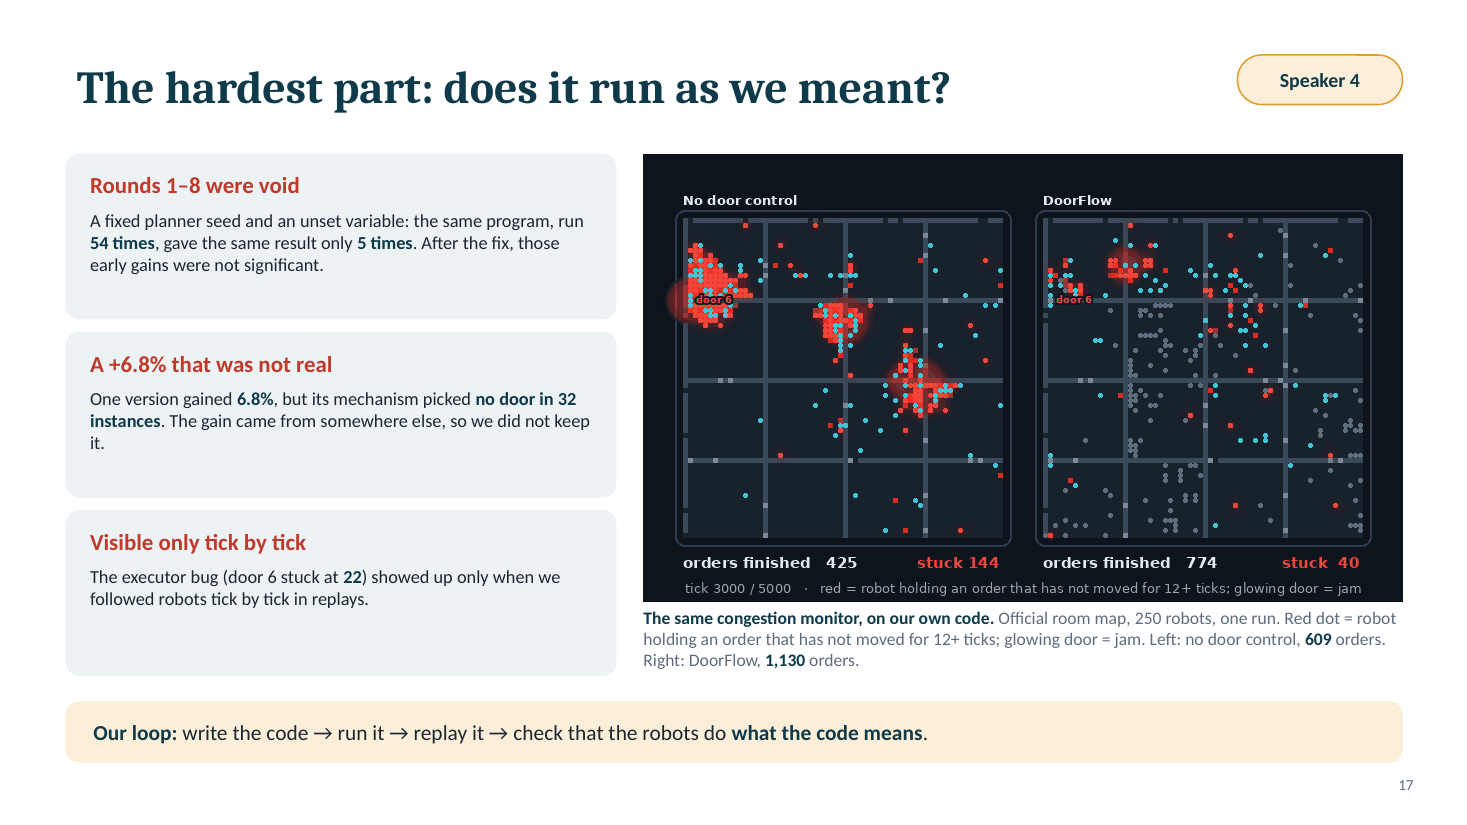 The hardest part: does it run as we meant?
Speaker 4
Rounds 1–8 were void
A fixed planner seed and an unset variable: the same program, run
54 times, gave the same result only 5 times. After the fix, those
early gains were not significant.
A +6.8% that was not real
One version gained 6.8%, but its mechanism picked no door in 32
instances. The gain came from somewhere else, so we did not keep
it.
Visible only tick by tick
The executor bug (door 6 stuck at 22) showed up only when we
followed robots tick by tick in replays.
No door control
door 6
orders finished 425 stuck 144
DoorFlow
door 6
orders finished 774 stuck 40
tick 3000 / 5000 · red = robot holding an order that has not moved for 12+ ticks; glowing door = jam
The same congestion monitor, on our own code. Official room map, 250 robots, one run. Red dot = robot
holding an order that has not moved for 12+ ticks; glowing door = jam. Left: no door control, 609 orders.
Right: DoorFlow, 1,130 orders.
Our loop: write the code → run it → replay it → check that the robots do what the code means.
17